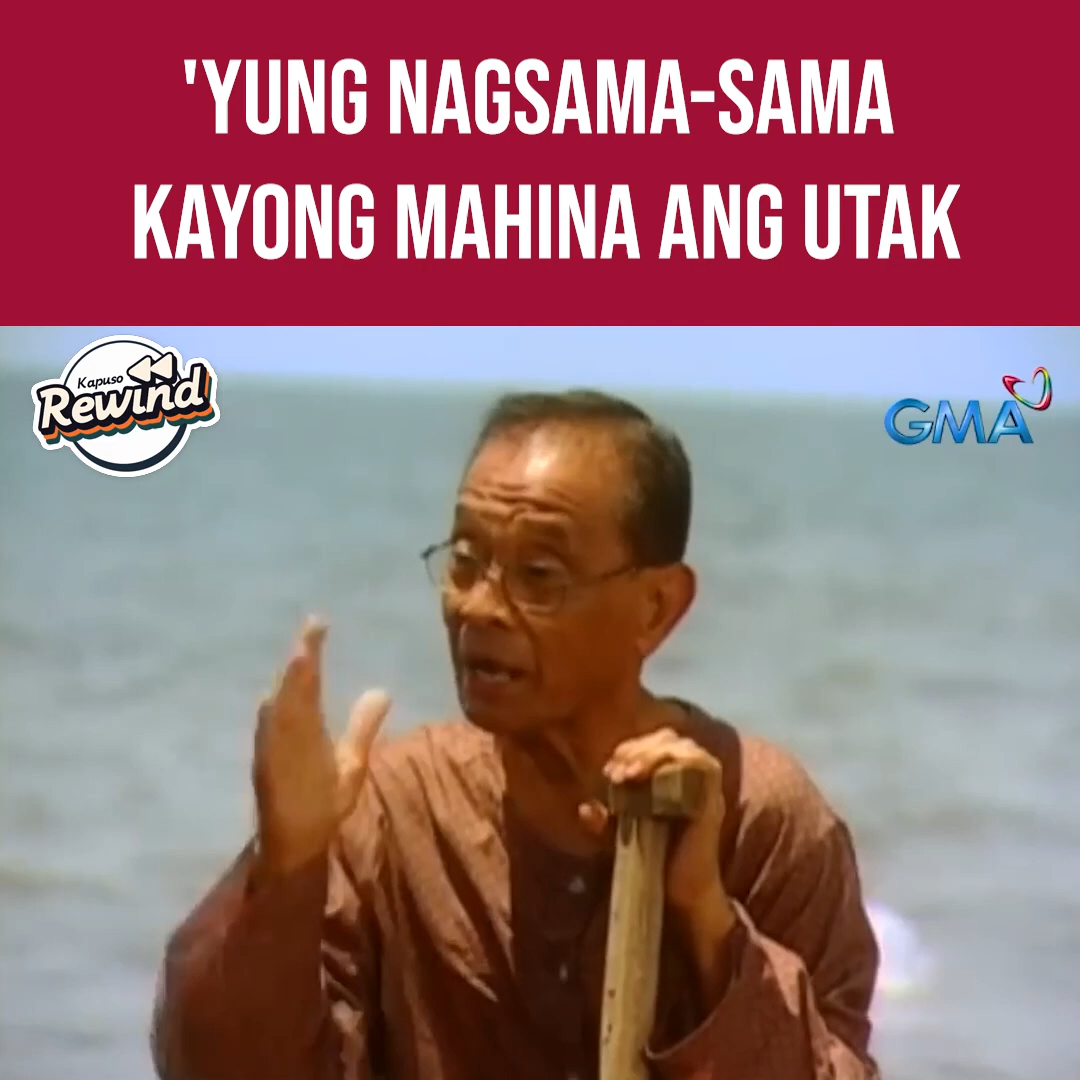 'YUNG NAGSAMA-SAMA
KAYONG MAHINA ANG UTAK
Kapuso
Rewind
GMA